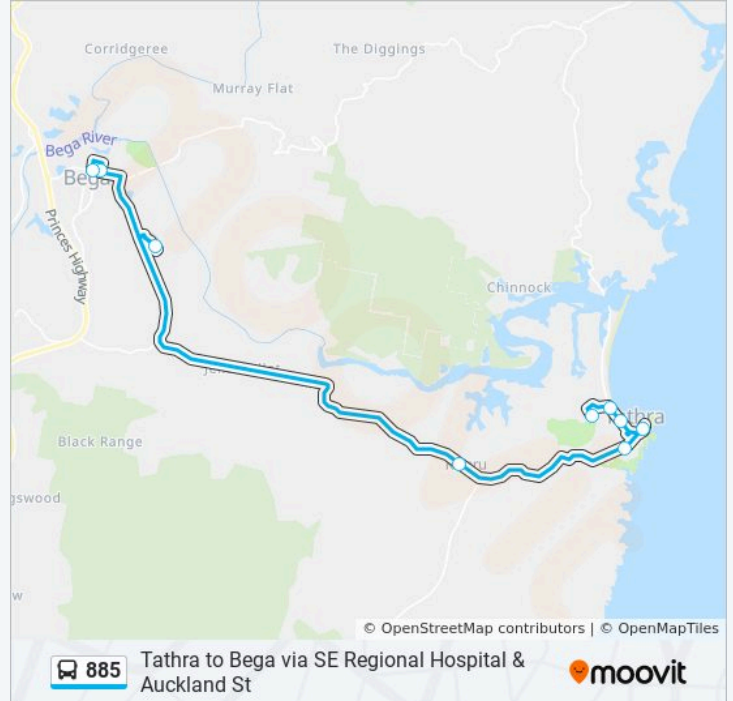 Corridgeree
The Diggings
Murray Flat
Bega River
Bega
Princes Highway
Chinnock
Black Range
© OpenStreetMap contributors | © OpenMapTiles
885
Tathra to Bega via SE Regional Hospital &
Auckland St
moovit